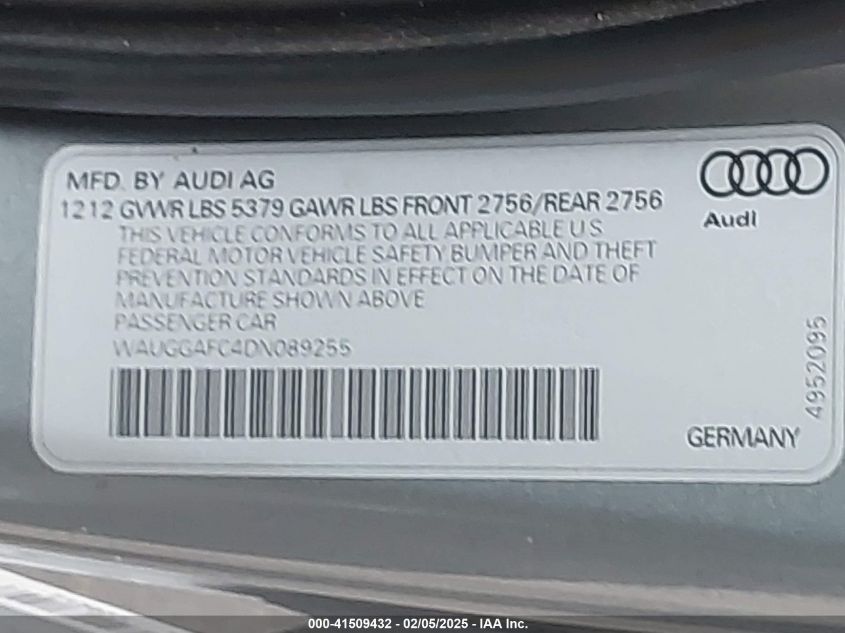 MFD. BY AUDI AG
12 12 GVWR LBS 5379 GAWR LBS FRONT 2756/REAR 2756
THIS VEHICLE CONFORMS TO ALL APPLICABLE U S
FEDERAL MOTOR VEHICLE SAFETY BUMPER AND THEFT
PREVENTION STANDARDS IN EFFECT ON THE DATE OF
MANUFACTURE SHOWN ABOVE
PASSENGER CAR
WAUGGAFC4DN089255
Audi
4952095
GERMANY
000-41509432 - 02/05/2025 - IAA Inc.